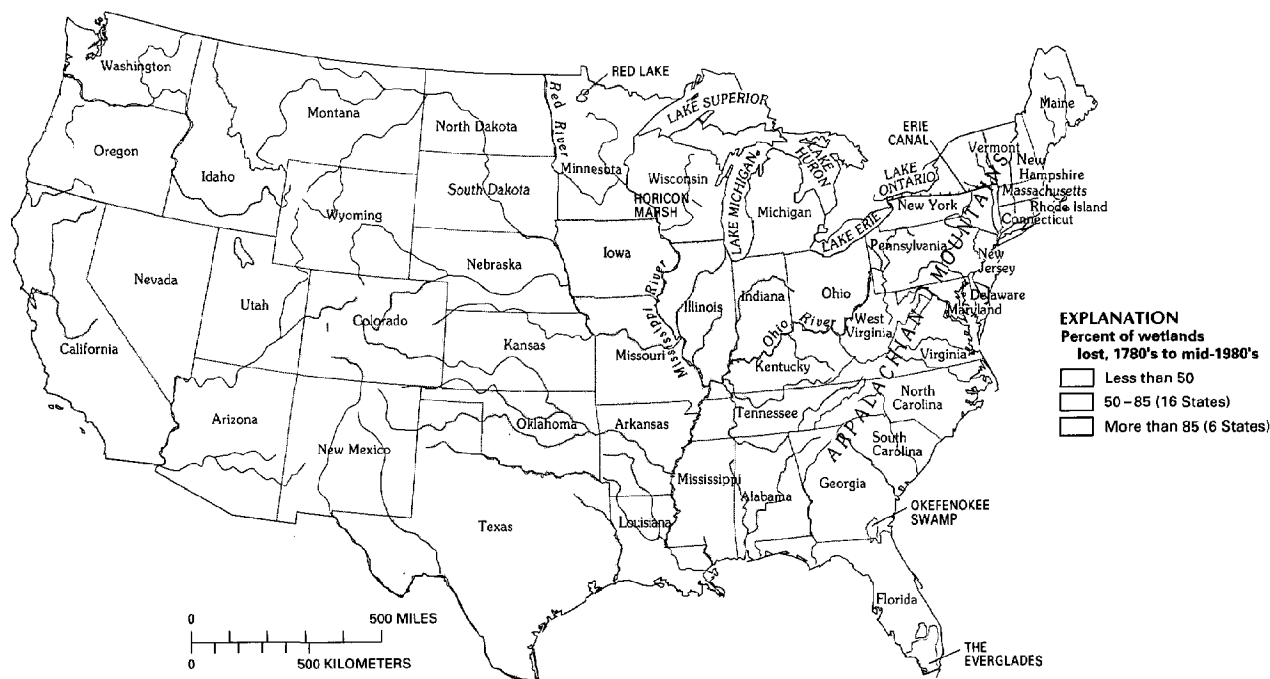 Washington
Montana
North Dakota
Red River
RED LAKE
Minnesota
LAKE SUPERIOR
Maine
Oregon
Idaho
South Dakota
Wisconsin
HORICON
MARSH
LAKE MICHIGAN
LAKE
HURON
Michigan
ERIE
CANAL
LAKE
ONTARIO
Vermont
New
Hampshire
Massachusetts
Rhode Island
Connecticut
New York
LAKE ERIE
Wyoming
Nebraska
Iowa
Pennsylvania
New
Jersey
Nevada
Utah
Colorado
Kansas
Missouri
Mississippi River
Illinois
Indiana
Ohio
Ohio River
West
Virginia
Delaware
Maryland
Virginia
Kentucky
APPALACHIAN MOUNTAINS
California
Arizona
New Mexico
Oklahoma
Arkansas
Tennessee
North
Carolina
South
Carolina
Texas
Louisiana
Mississippi
Alabama
Georgia
OKEFENOKEE
SWAMP
Florida
THE
EVERGLADES
EXPLANATION
Percent of wetlands
lost, 1780's to mid-1980's
Less than 50
50–85 (16 States)
More than 85 (6 States)
0 500 MILES
0 500 KILOMETERS